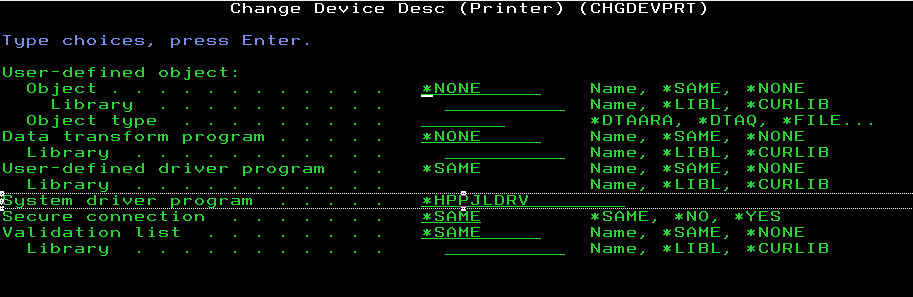 Change Device Desc (Printer) (CHGDEVPRT)
Type choices, press Enter.
User-defined object:
Object . . . . . . . . . . . . *NONE Name, *SAME, *NONE
Library . . . . . . . . . . . Name, *LIBL, *CURLIB
Object type . . . . . . . . . *DTAARA, *DTAQ, *FILE...
Data transform program . . . . . *NONE Name, *SAME, *NONE
Library . . . . . . . . . . . Name, *LIBL, *CURLIB
User-defined driver program . . *SAME Name, *SAME, *NONE
Library . . . . . . . . . . . Name, *LIBL, *CURLIB
System driver program . . . . . *HPPJLDRV
Secure connection . . . . . . . *SAME *SAME, *NO, *YES
Validation list . . . . . . . . *SAME Name, *SAME, *NONE
Library . . . . . . . . . . . Name, *LIBL, *CURLIB